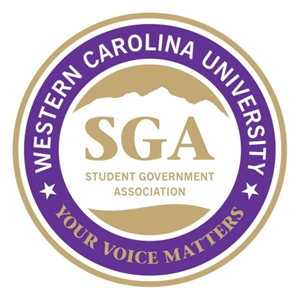 WESTERN CAROLINA UNIVERSITY
SGA
STUDENT GOVERNMENT
ASSOCIATION
YOUR VOICE MATTERS